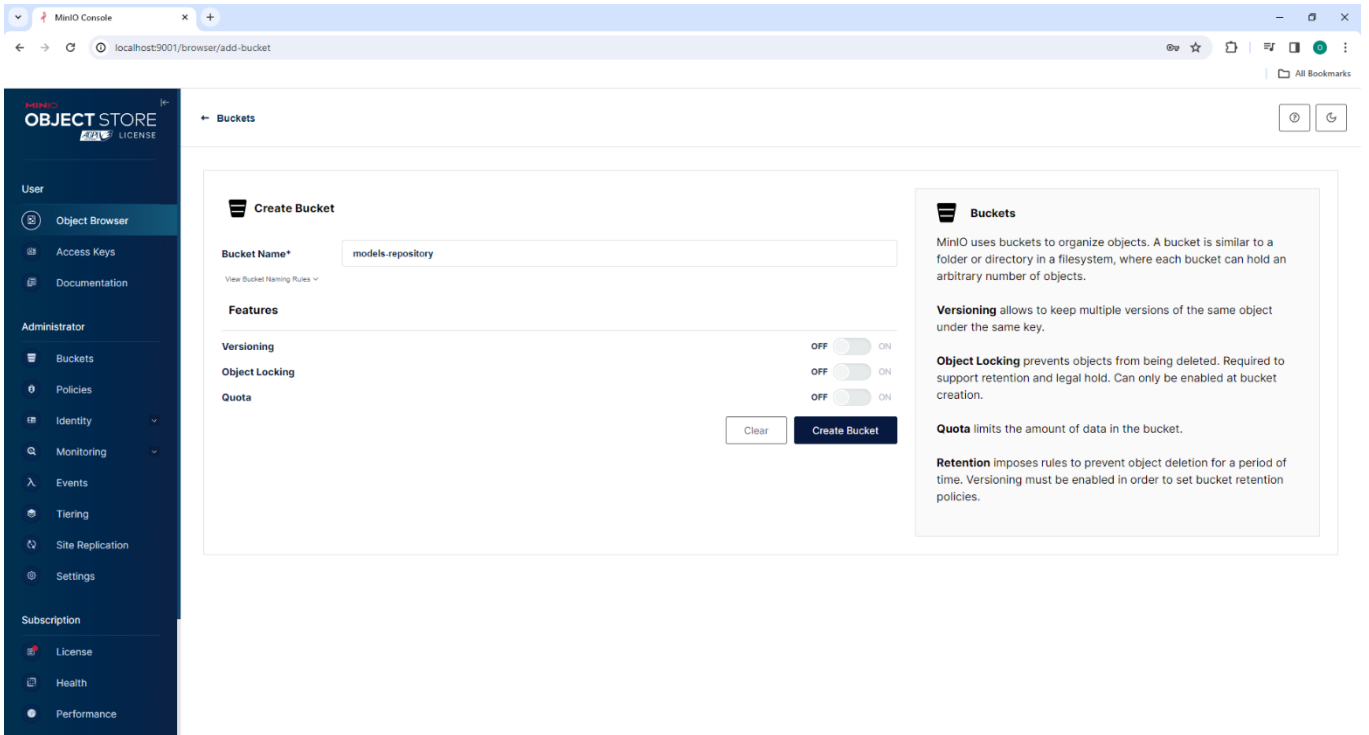 MinIO Console
localhost:9001/browser/add-bucket
All Bookmarks
MINIO
OBJECT STORE
AGPL LICENSE
User
Object Browser
Access Keys
Documentation
Administrator
Buckets
Policies
Identity
Monitoring
Events
Tiering
Site Replication
Settings
Subscription
License
Health
Performance
← Buckets
Create Bucket
Bucket Name*
models-repository
View Bucket Naming Rules
Features
Versioning OFF ON
Object Locking OFF ON
Quota OFF ON
Clear Create Bucket
Buckets
MinIO uses buckets to organize objects. A bucket is similar to a
folder or directory in a filesystem, where each bucket can hold an
arbitrary number of objects.
Versioning allows to keep multiple versions of the same object
under the same key.
Object Locking prevents objects from being deleted. Required to
support retention and legal hold. Can only be enabled at bucket
creation.
Quota limits the amount of data in the bucket.
Retention imposes rules to prevent object deletion for a period of
time. Versioning must be enabled in order to set bucket retention
policies.